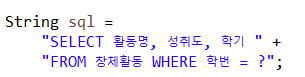 String sql =
"SELECT 활동명, 성취도, 학기 " +
"FROM 창체활동 WHERE 학번 = ?";